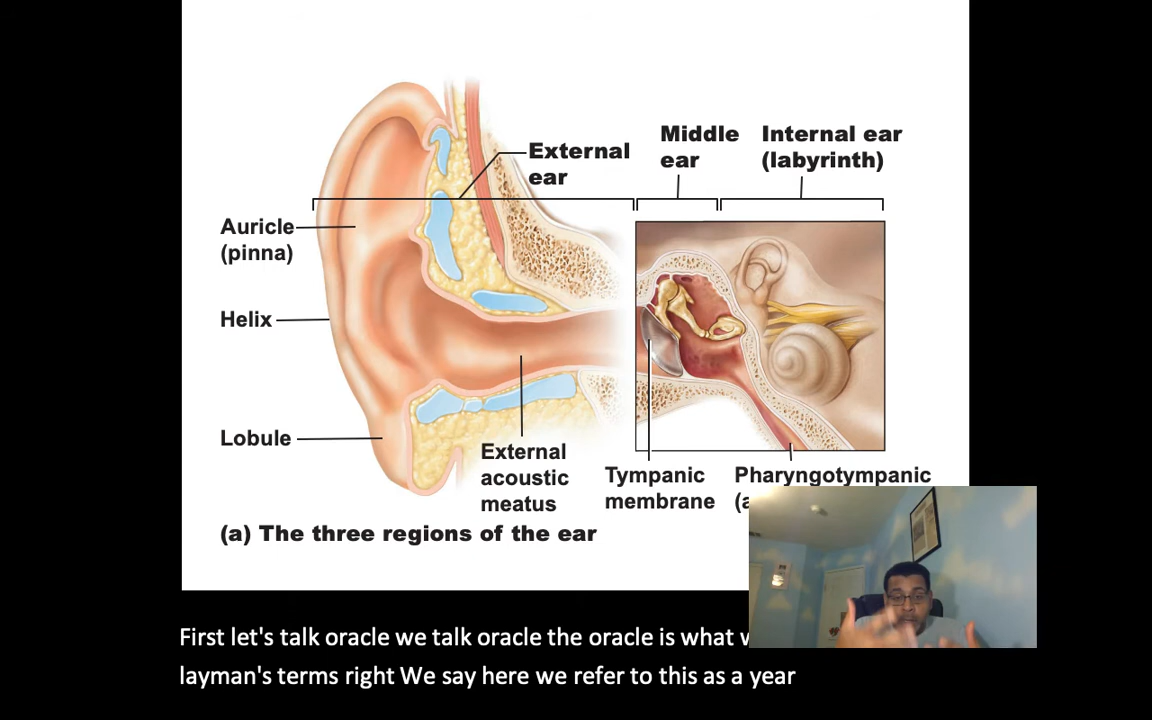 External
ear
Middle
ear
Internal ear
(labyrinth)
Auricle
(pinna)
Helix
Lobule
External
acoustic
meatus
Tympanic
membrane
Pharyngotympanic
(a) The three regions of the ear
First let's talk oracle we talk oracle the oracle is what
layman's terms right We say here we refer to this as a year